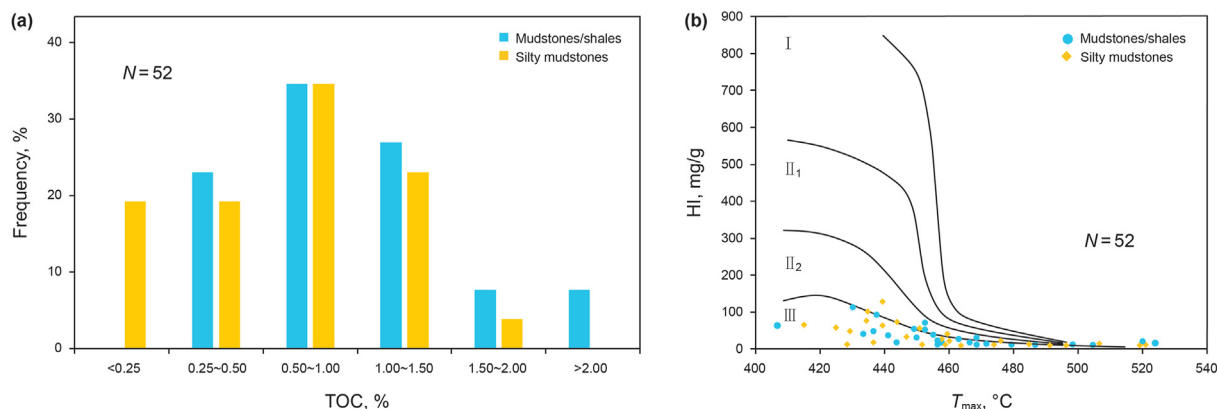 (a)
40
30
20
10
0
Frequency, %
N = 52
Mudstones/shales
Silty mudstones
<0.25
0.25~0.50
0.50~1.00
1.00~1.50
1.50~2.00
>2.00
TOC, %
(b)
900
800
700
600
500
400
300
200
100
000
HI, mg/g
Ⅰ
Ⅱ₁
Ⅱ₂
Ⅲ
Mudstones/shales
Silty mudstones
N = 52
400
420
440
460
480
500
520
540
Tmax, °C